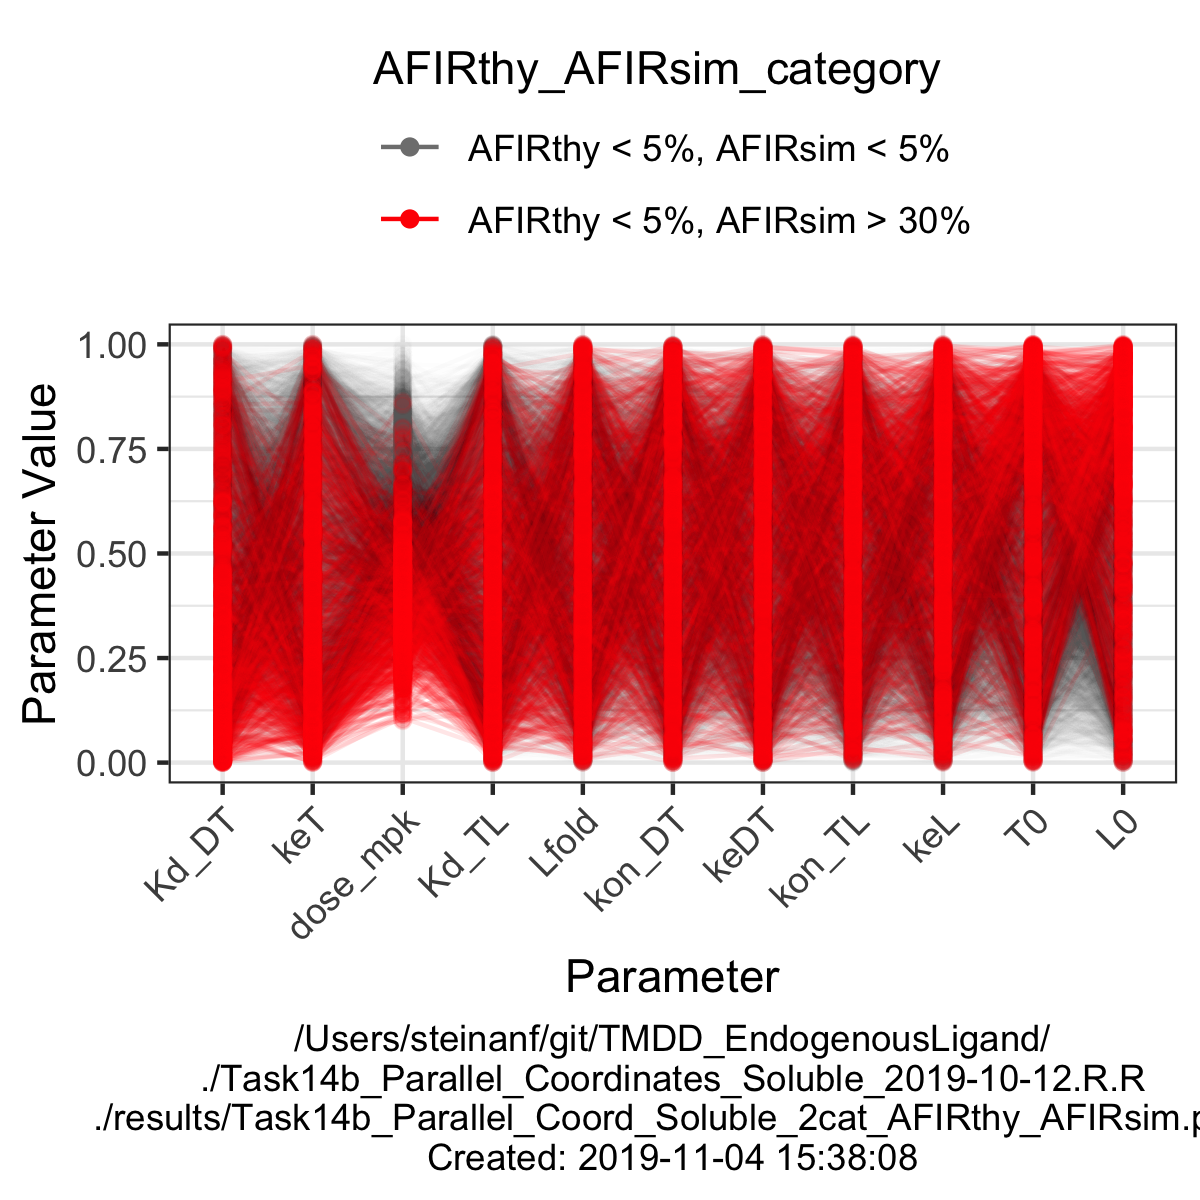 AFIRthy_AFIRsim_category
AFIRthy < 5%, AFIRsim < 5%
AFIRthy < 5%, AFIRsim > 30%
Parameter Value
1.00
0.75
0.50
0.25
0.00
Kd_DT
keT
dose_mpk
Kd_TL
Lfold
kon_DT
keDT
kon_TL
keL
T0
L0
Parameter
/Users/steinanf/git/TMDD_EndogenousLigand/
./Task14b_Parallel_Coordinates_Soluble_2019-10-12.R.R
./results/Task14b_Parallel_Coord_Soluble_2cat_AFIRthy_AFIRsim.p
Created: 2019-11-04 15:38:08